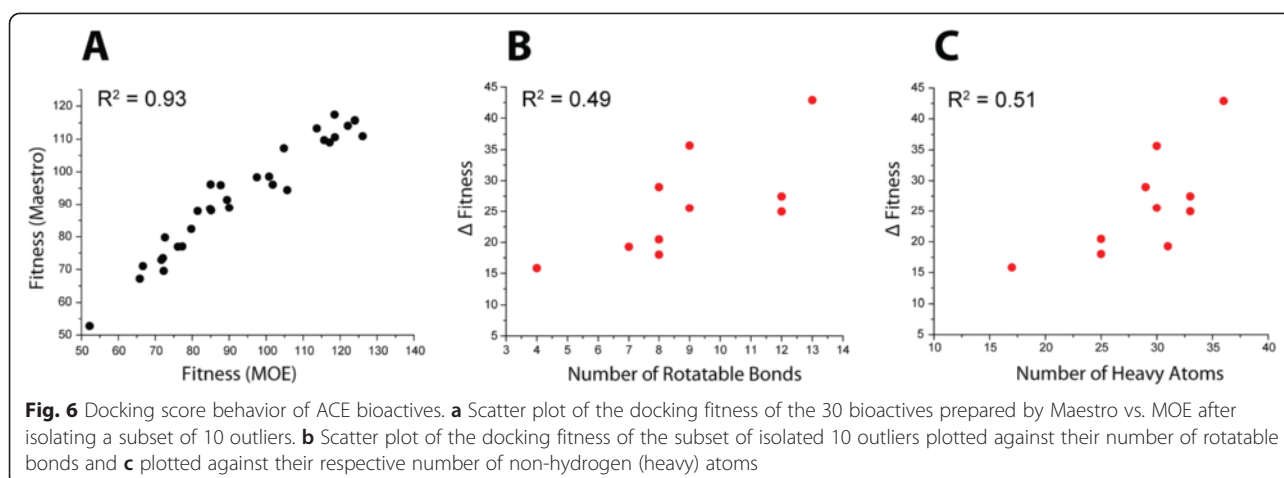 A
B
C
R² = 0.93
R² = 0.49
R² = 0.51
Fitness (Maestro)
120
110
100
90
80
70
60
50
50 60 70 80 90 100 110 120 130 140
Fitness (MOE)
Δ Fitness
45
40
35
30
25
20
15
10
5
3 4 5 6 7 8 9 10 11 12 13 14
Number of Rotatable Bonds
Δ Fitness
45
40
35
30
25
20
15
10
5
10 20 30 40
Number of Heavy Atoms
Fig. 6 Docking score behavior of ACE bioactives. a Scatter plot of the docking fitness of the 30 bioactives prepared by Maestro vs. MOE after
isolating a subset of 10 outliers. b Scatter plot of the docking fitness of the subset of isolated 10 outliers plotted against their number of rotatable
bonds and c plotted against their respective number of non-hydrogen (heavy) atoms